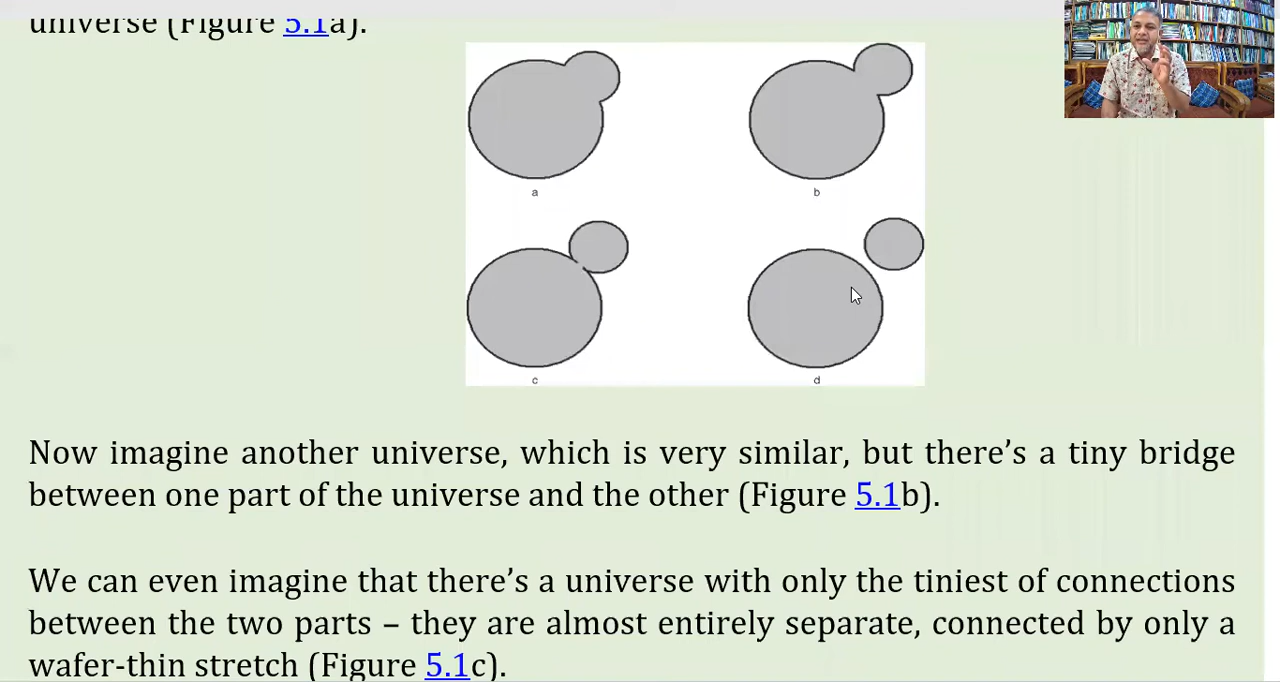 universe (Figure 5.1a).
a
b
c
d
Now imagine another universe, which is very similar, but there’s a tiny bridge
between one part of the universe and the other (Figure 5.1b).
We can even imagine that there’s a universe with only the tiniest of connections
between the two parts – they are almost entirely separate, connected by only a
wafer-thin stretch (Figure 5.1c).